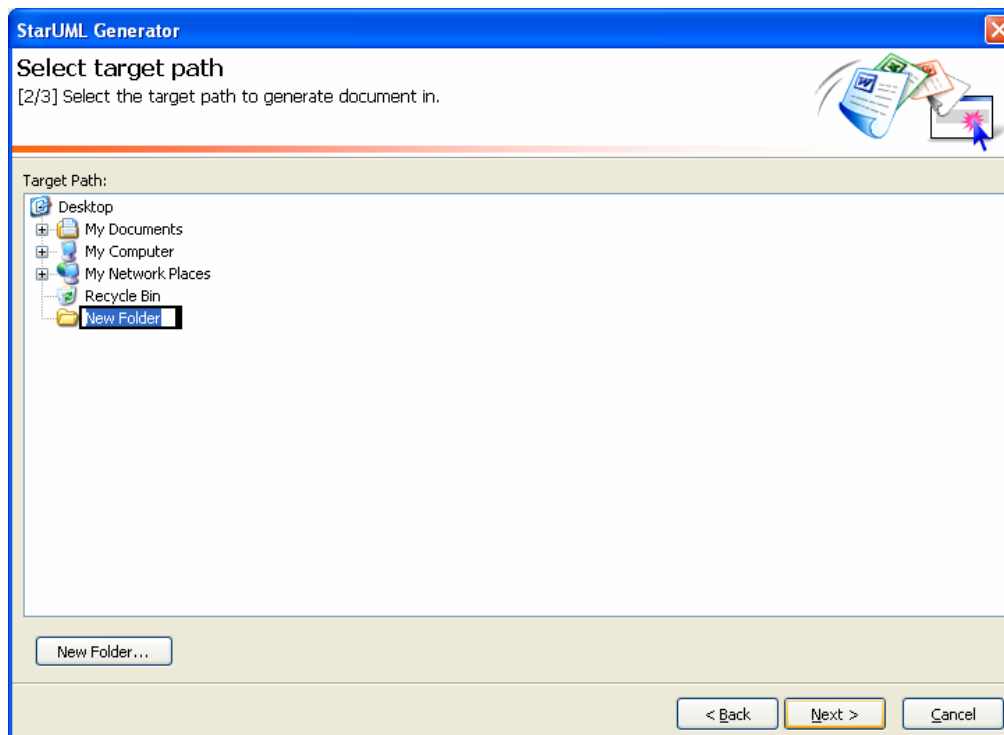 StarUML Generator
Select target path
[2/3] Select the target path to generate document in.
Target Path:
Desktop
My Documents
My Computer
My Network Places
Recycle Bin
New Folder
New Folder...
< Back
Next >
Cancel